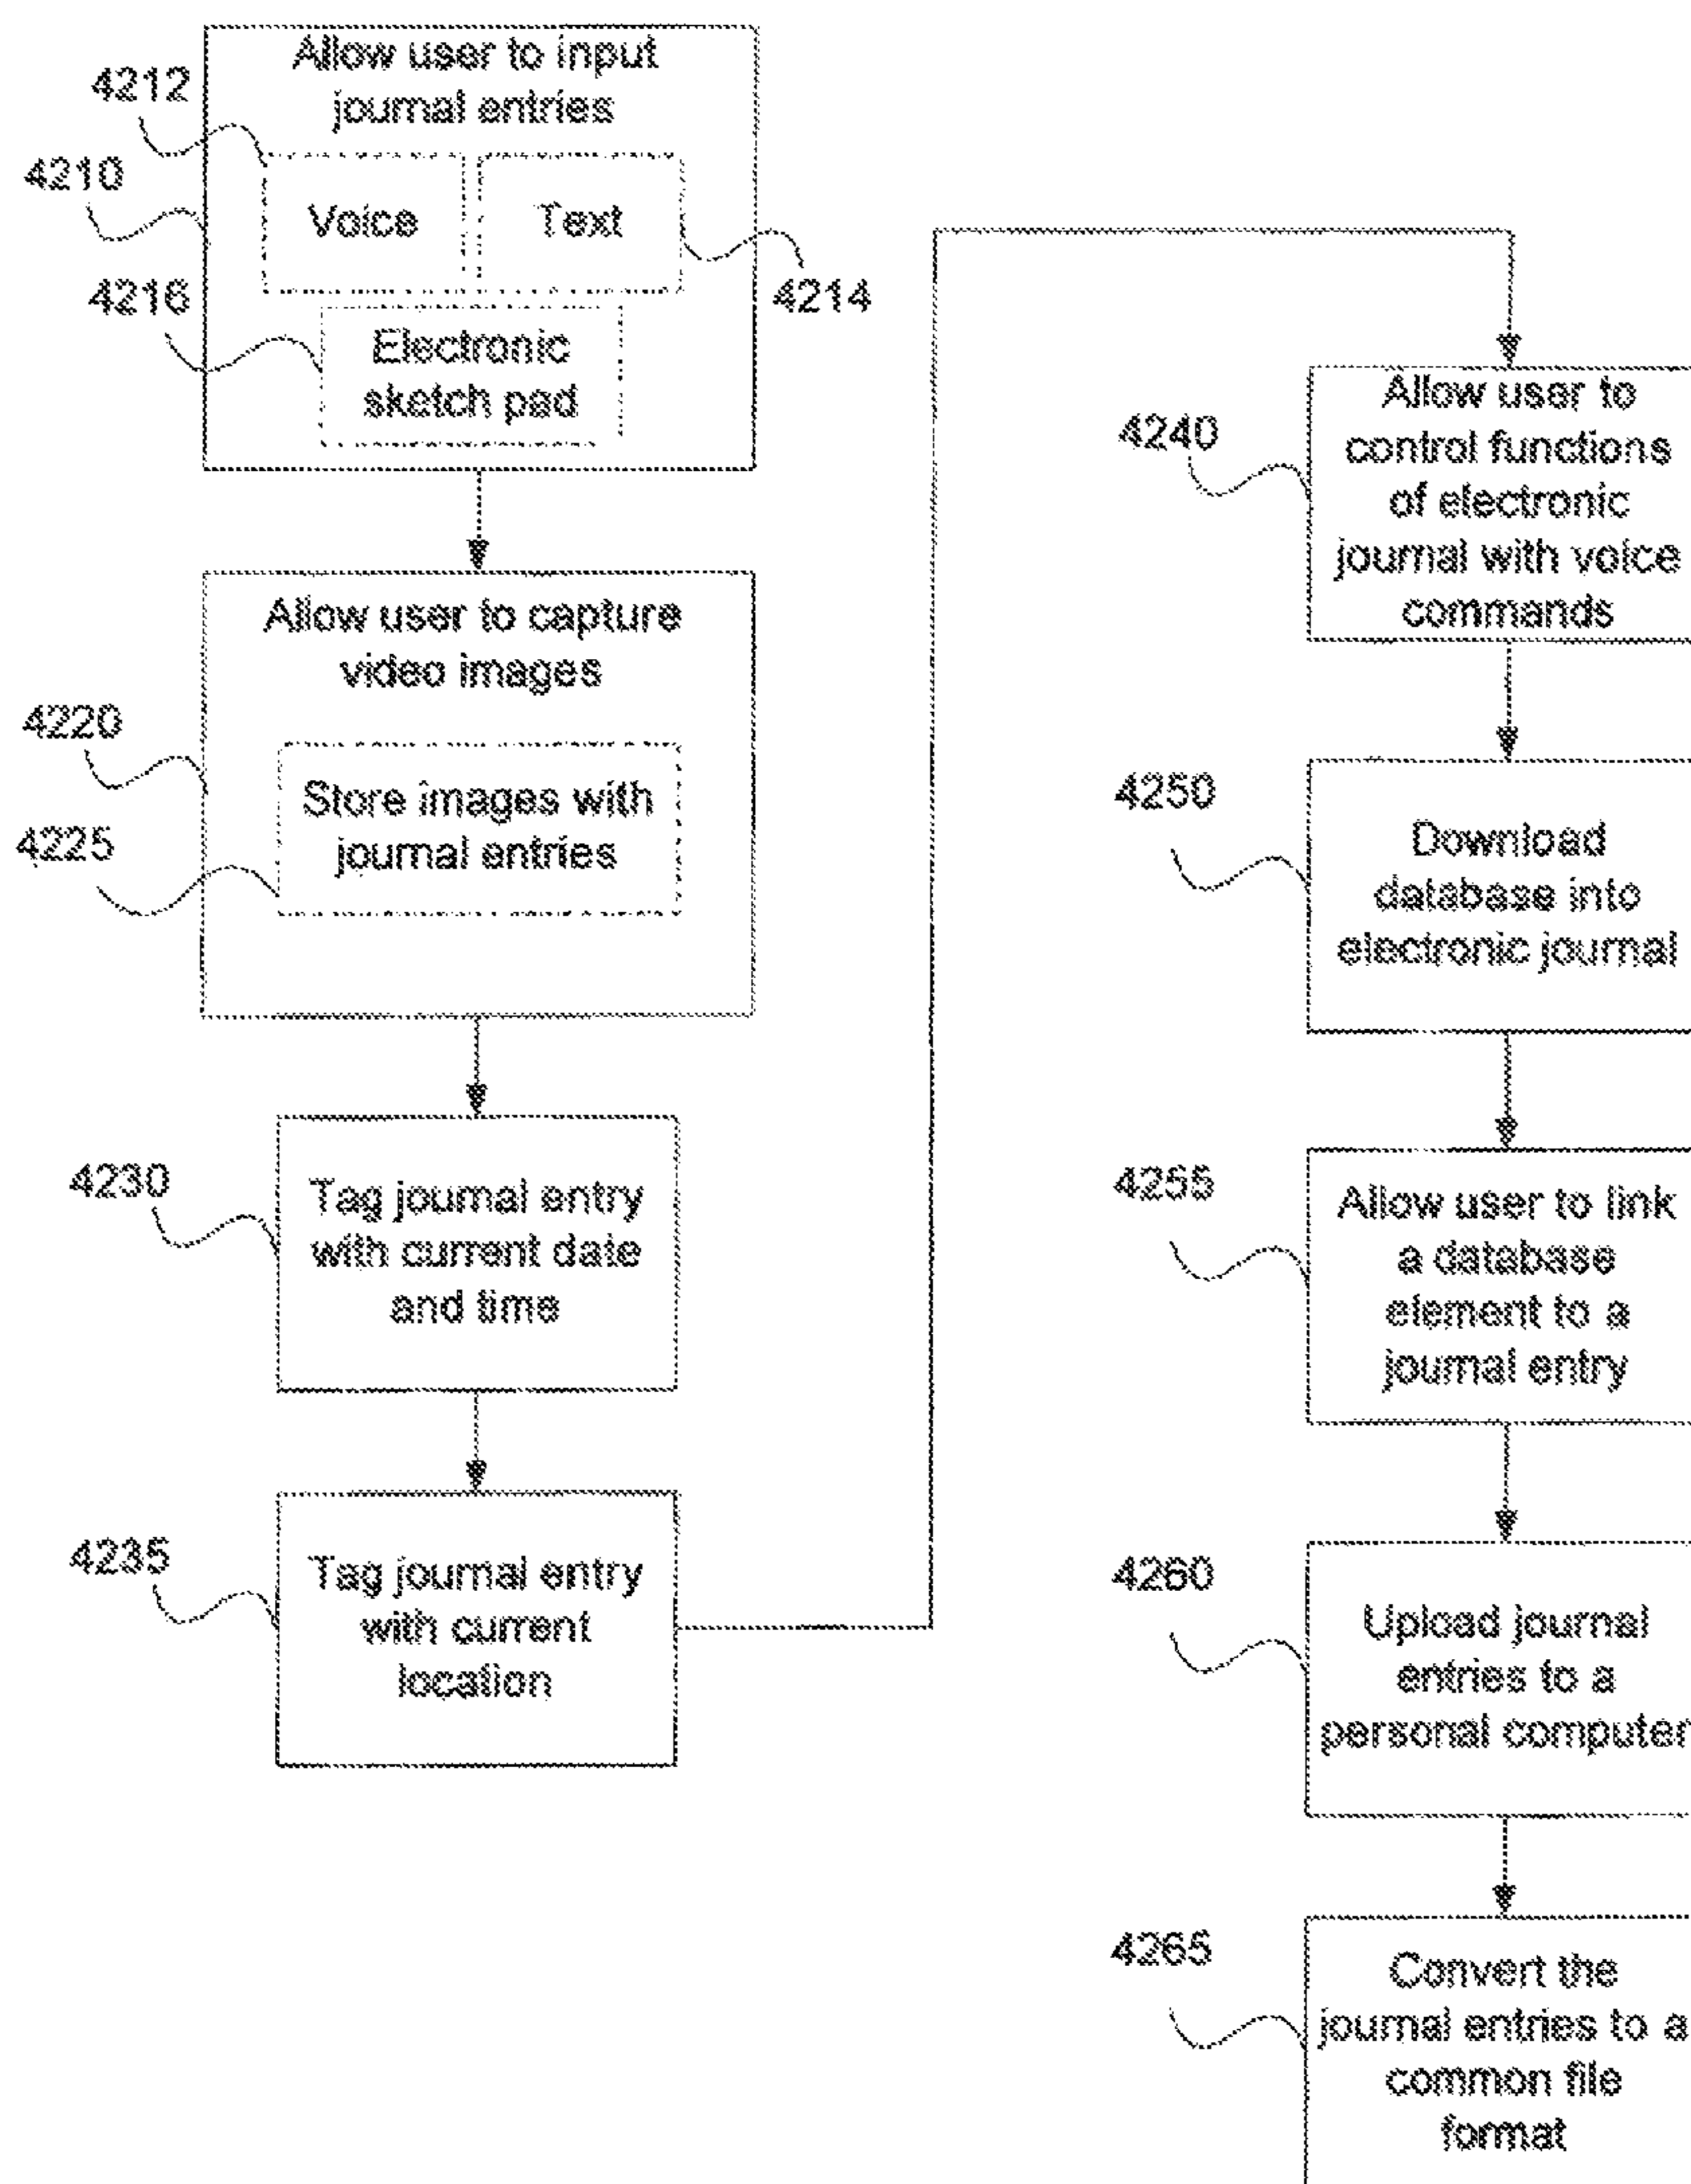 Allow user to input
journal entries
4212
4210
Voice
Text
4216
4214
Electronic
sketch pad
Allow user to capture
video images
4220
Store images with
journal entries
4225
4230
Tag journal entry
with current date
and time
4235
Tag journal entry
with current
location
4240
Allow user to
control functions
of electronic
journal with voice
commands
4250
Download
database into
electronic journal
4255
Allow user to link
a database
element to a
journal entry
4260
Upload journal
entries to a
personal computer
4265
Convert the
journal entries to a
common file
format